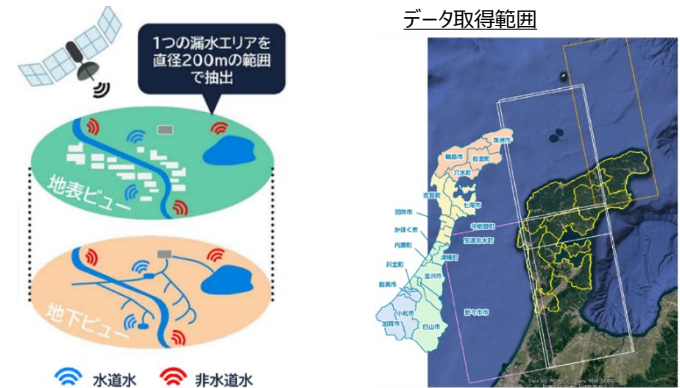 データ取得範囲
1つの漏水エリアを
直径200mの範囲
で抽出
地表ビュー
地下ビュー
水道水
非水道水
珠洲市
輪島市
能登町
穴水町
志賀町
七尾市
羽咋市
中能登町
かほく市
宝達志水町
内灘町
津幡町
川北町
金沢市
能美市
野々市市
小松市
加賀市
白山市